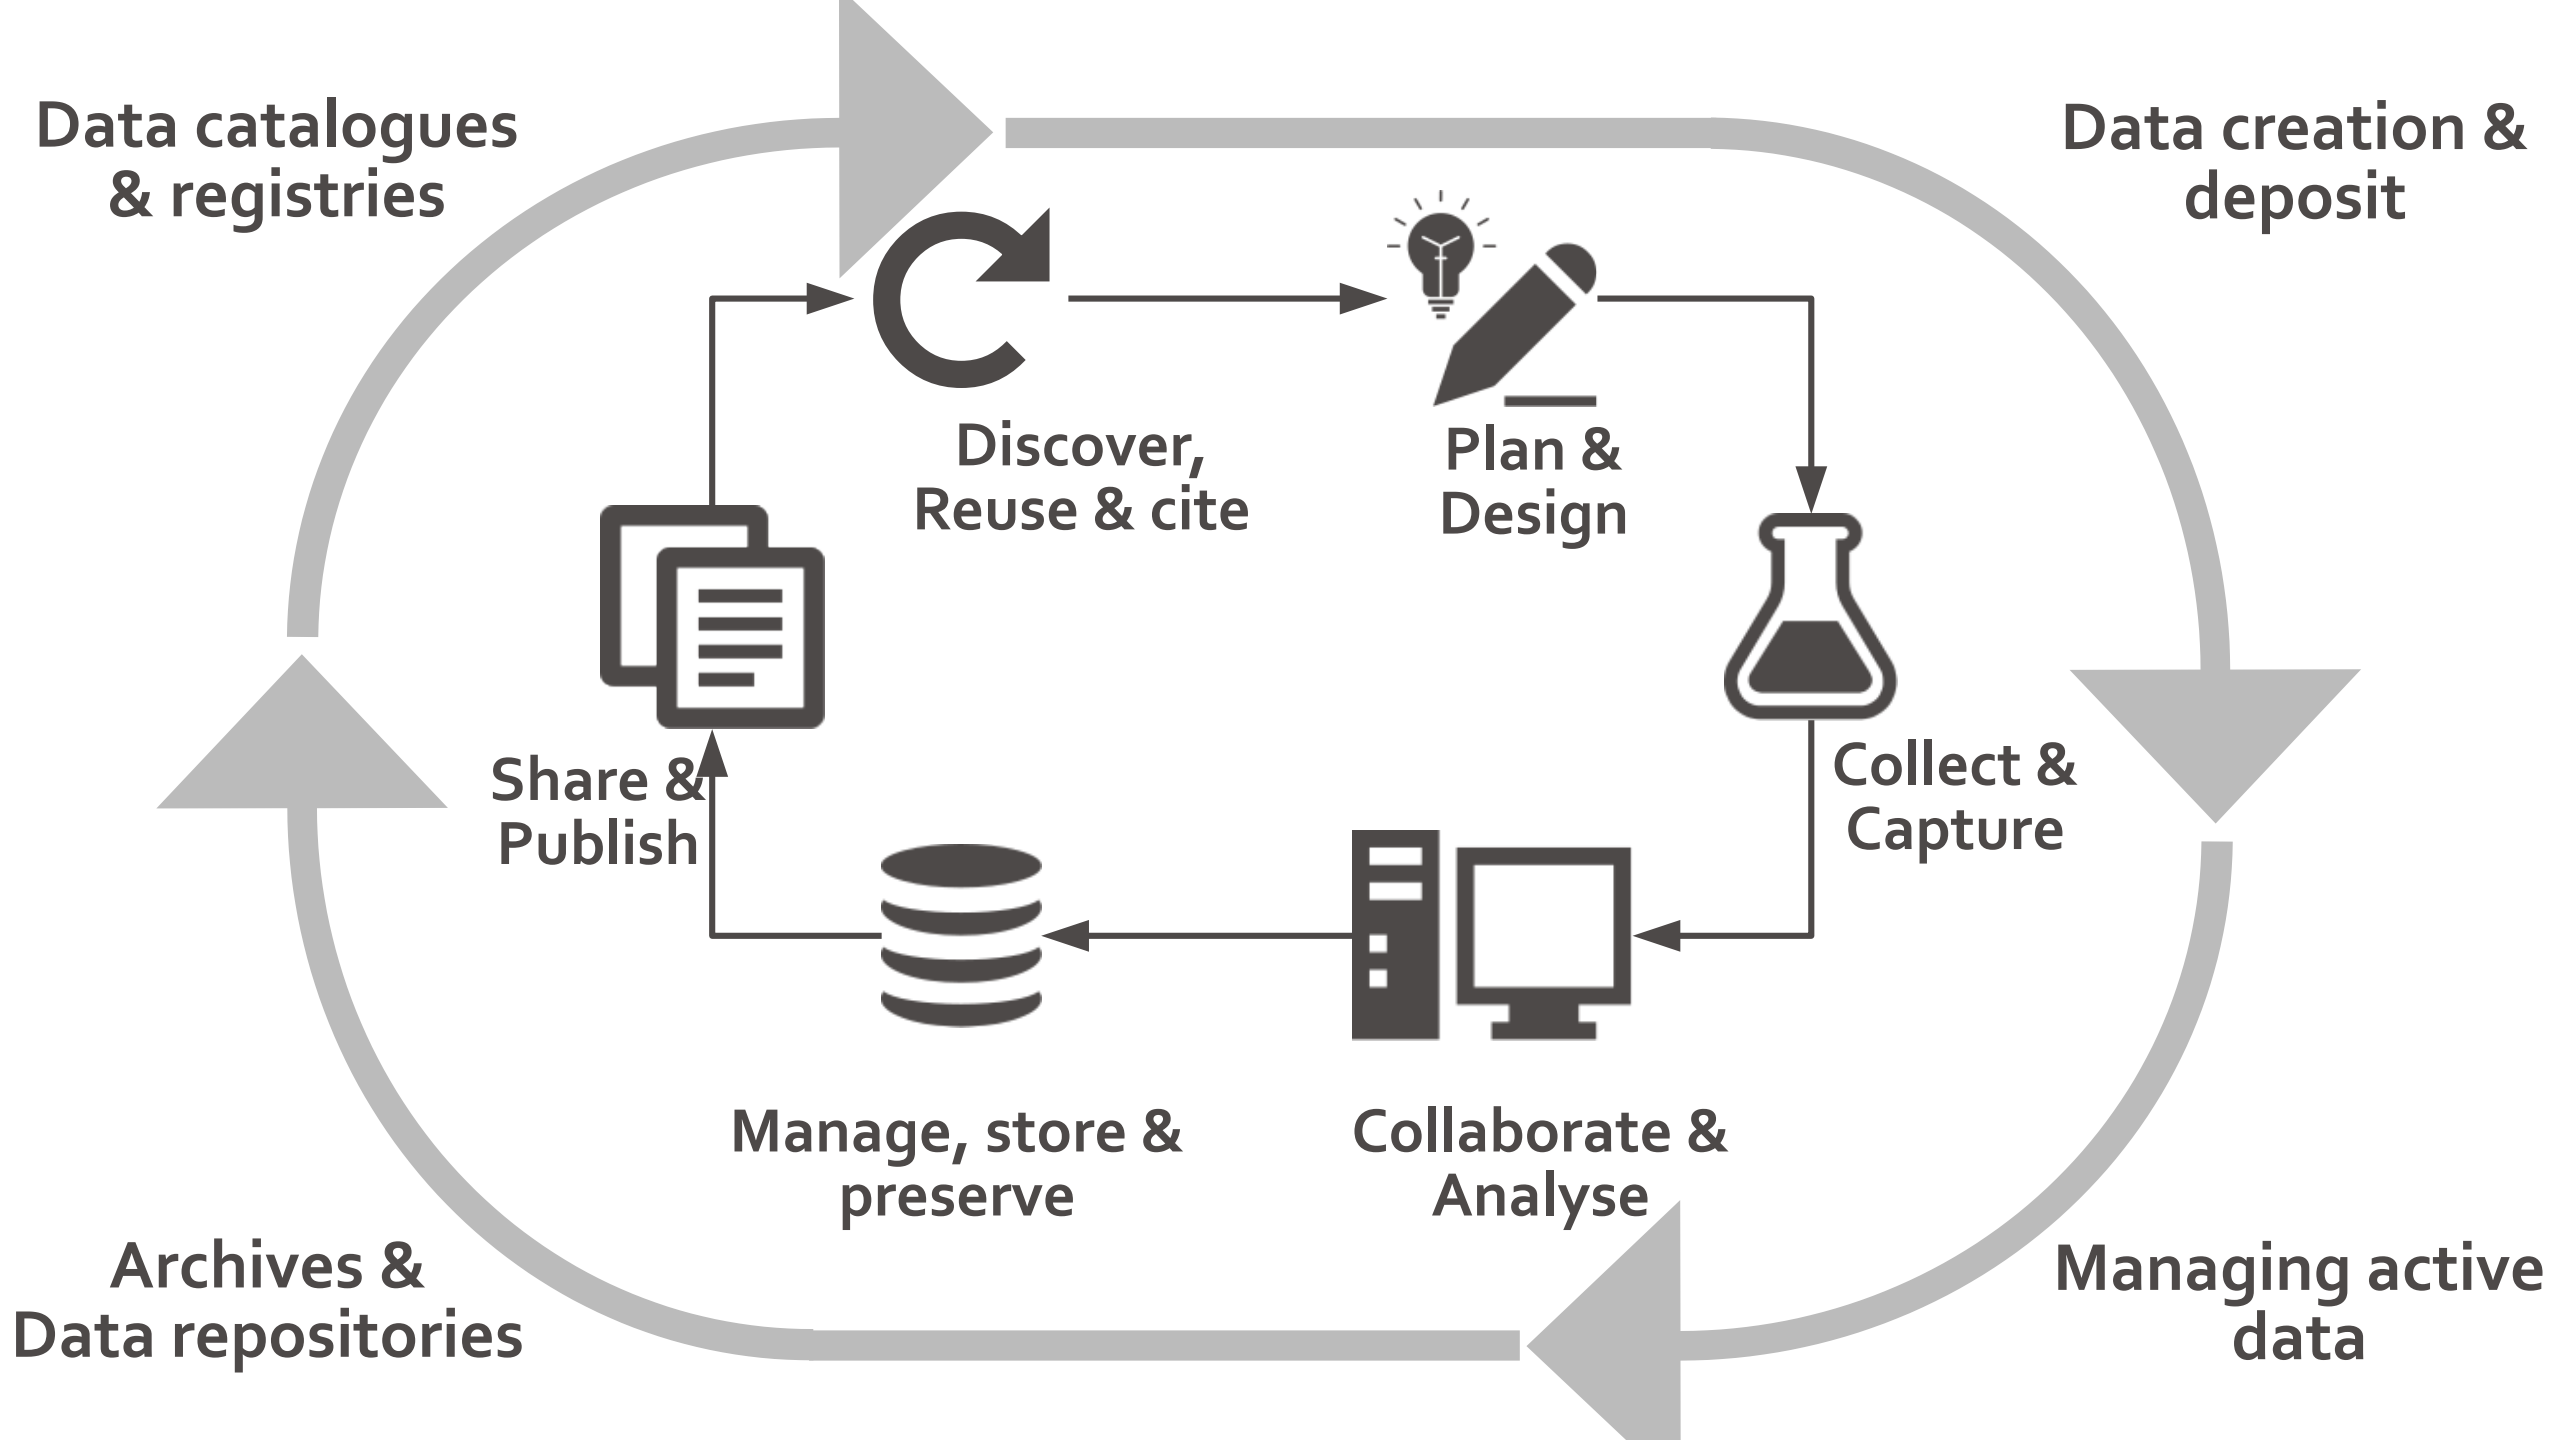 Data catalogues
& registries
Data creation &
deposit
Discover,
Reuse & cite
Plan &
Design
Share &
Publish
Collect &
Capture
Manage, store &
preserve
Collaborate &
Analyse
Archives &
Data repositories
Managing active
data